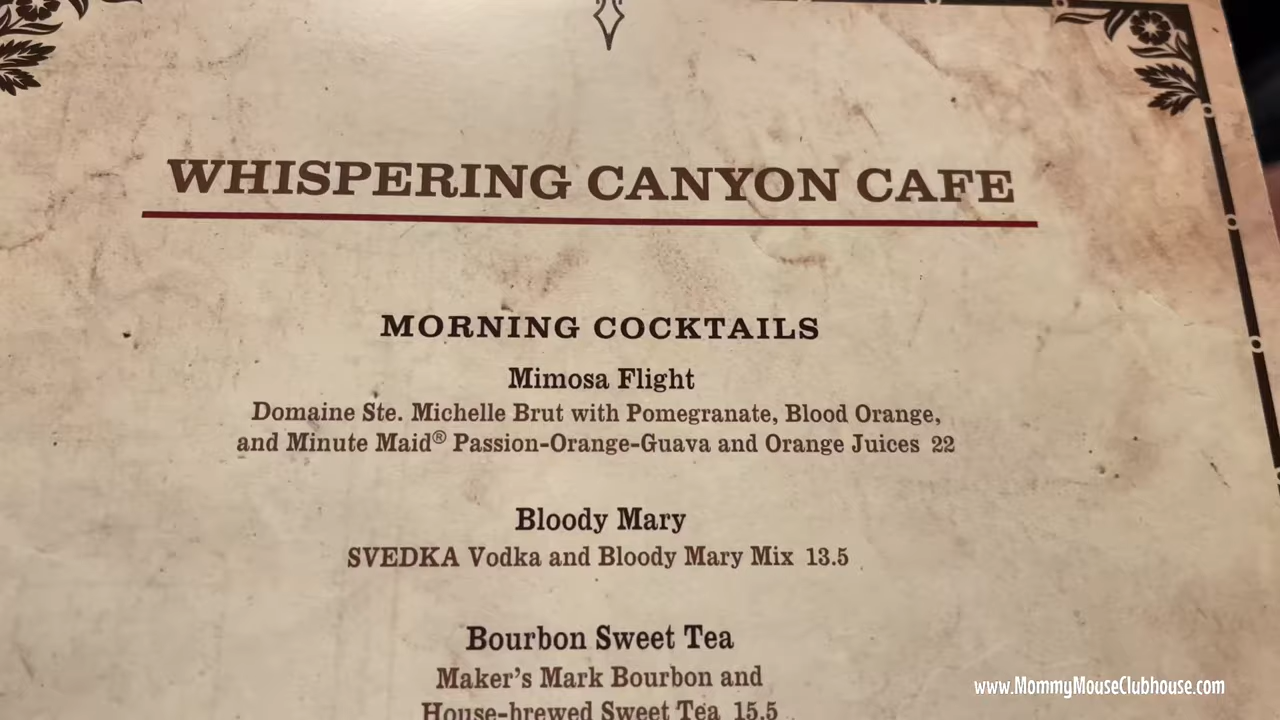 WHISPERING CANYON CAFE
MORNING COCKTAILS
Mimosa Flight
Domaine Ste. Michelle Brut with Pomegranate, Blood Orange,
and Minute Maid® Passion-Orange-Guava and Orange Juices 22
Bloody Mary
SVEDKA Vodka and Bloody Mary Mix 13.5
Bourbon Sweet Tea
Maker's Mark Bourbon and
House-brewed Sweet Tea 15.5
www.MommyMouseClubhouse.com